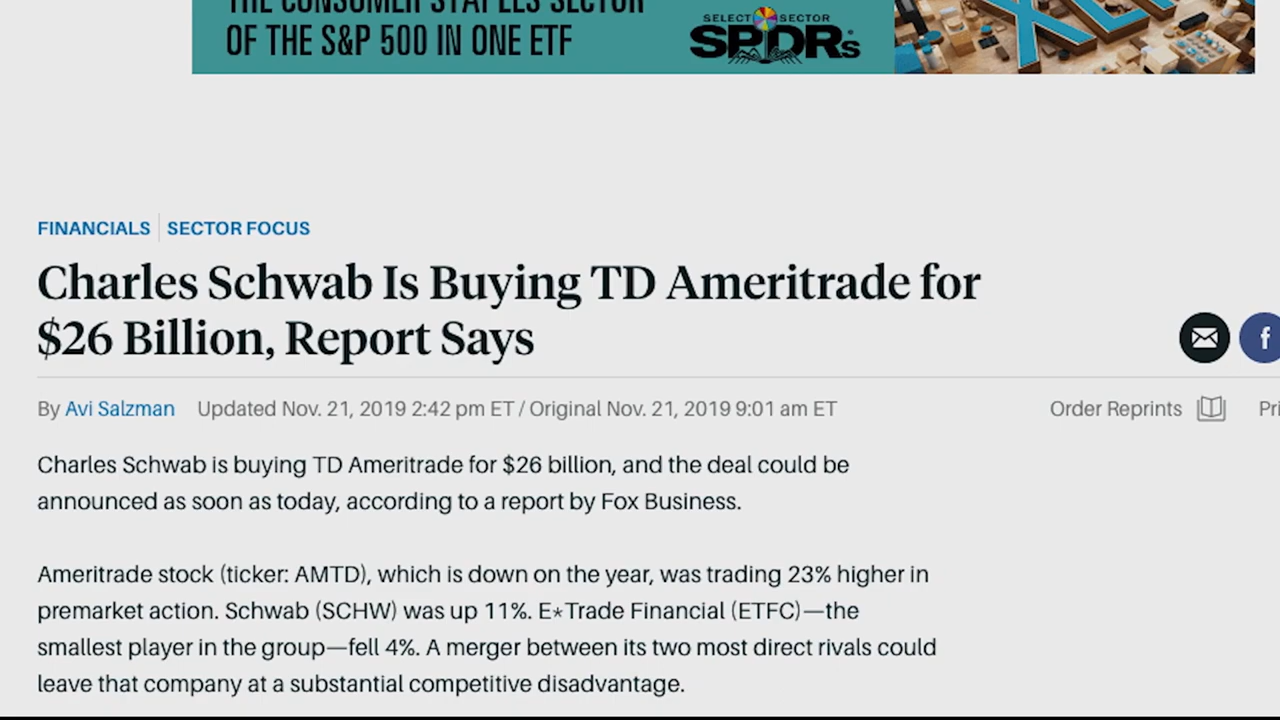 THE CONSUMER STAPLES SECTOR
OF THE S&P 500 IN ONE ETF
SELECT SECTOR
SPDRs
FINANCIALS | SECTOR FOCUS
Charles Schwab Is Buying TD Ameritrade for
$26 Billion, Report Says
By Avi Salzman Updated Nov. 21, 2019 2:42 pm ET / Original Nov. 21, 2019 9:01 am ET
Order Reprints Pri
Charles Schwab is buying TD Ameritrade for $26 billion, and the deal could be
announced as soon as today, according to a report by Fox Business.
Ameritrade stock (ticker: AMTD), which is down on the year, was trading 23% higher in
premarket action. Schwab (SCHW) was up 11%. E*Trade Financial (ETFC)—the
smallest player in the group—fell 4%. A merger between its two most direct rivals could
leave that company at a substantial competitive disadvantage.